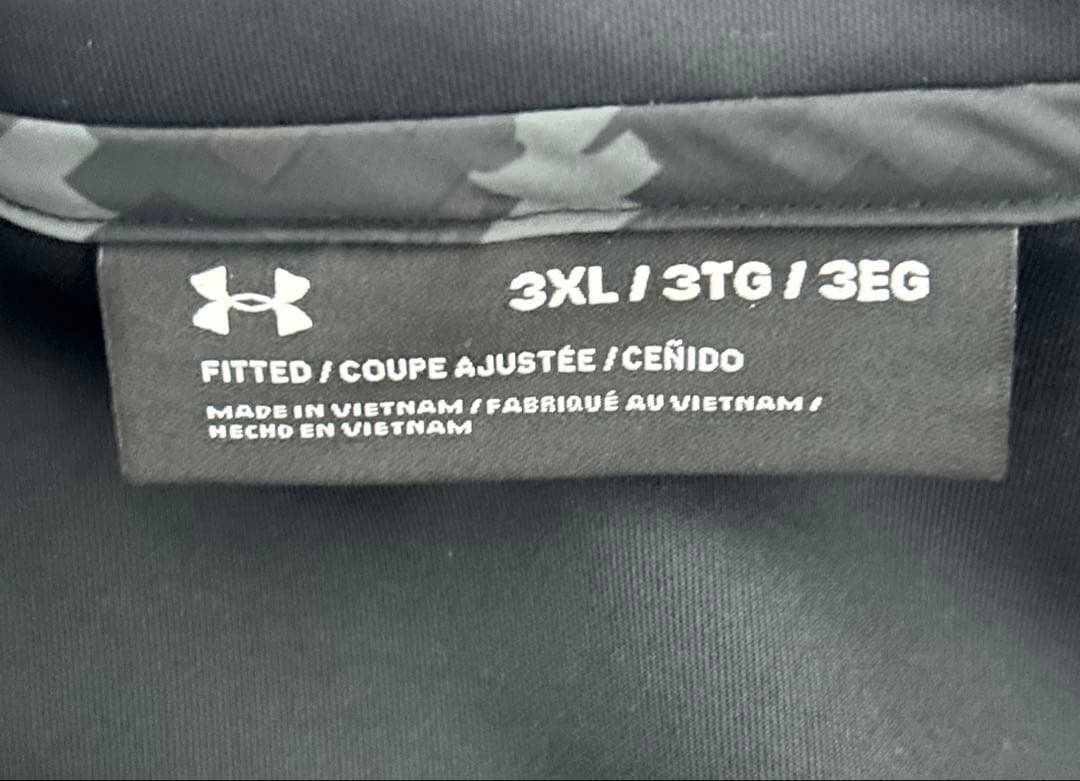 3XL / 3TG / 3EG
FITTED / COUPE AJUSTÉE / CEÑIDO
MADE IN VIETNAM / FABRIQUÉ AU VIETNAM /
HECHO EN VIETNAM